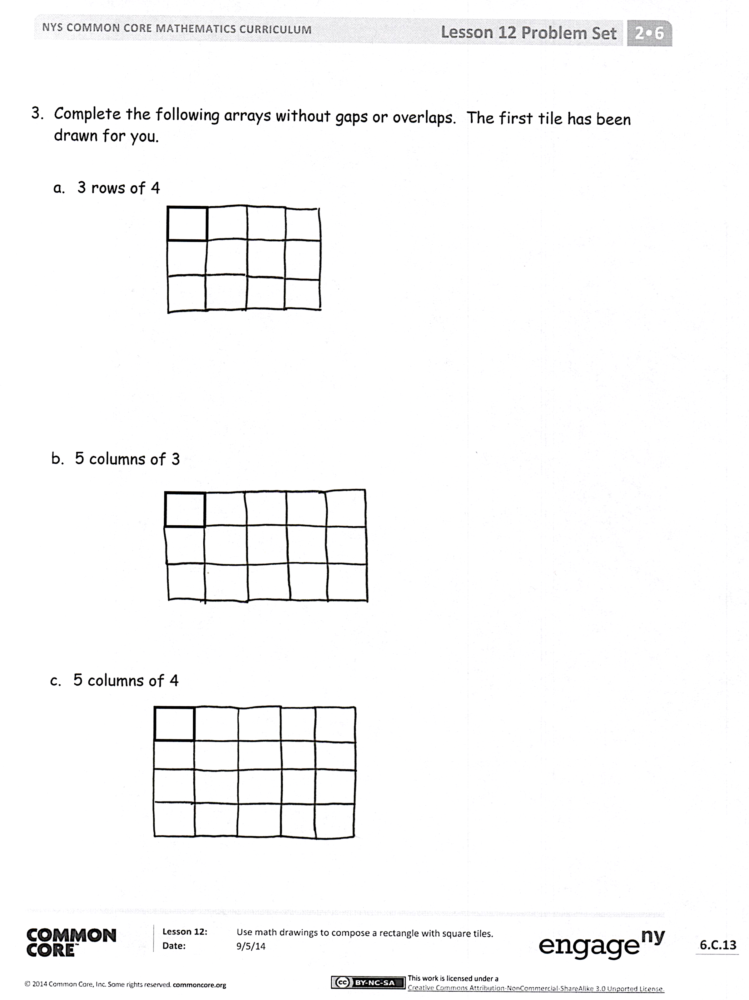 NYS COMMON CORE MATHEMATICS CURRICULUM
Lesson 12 Problem Set
2•6
3. Complete the following arrays without gaps or overlaps. The first tile has been
drawn for you.
a. 3 rows of 4
b. 5 columns of 3
c. 5 columns of 4
COMMON
CORE™
Lesson 12: Use math drawings to compose a rectangle with square tiles.
Date: 9/5/14
engage ny
6.C.13
© 2014 Common Core, Inc. Some rights reserved. commoncore.org
cc BY-NC-SA
This work is licensed under a
Creative Commons Attribution-NonCommercial-ShareAlike 3.0 Unported License.